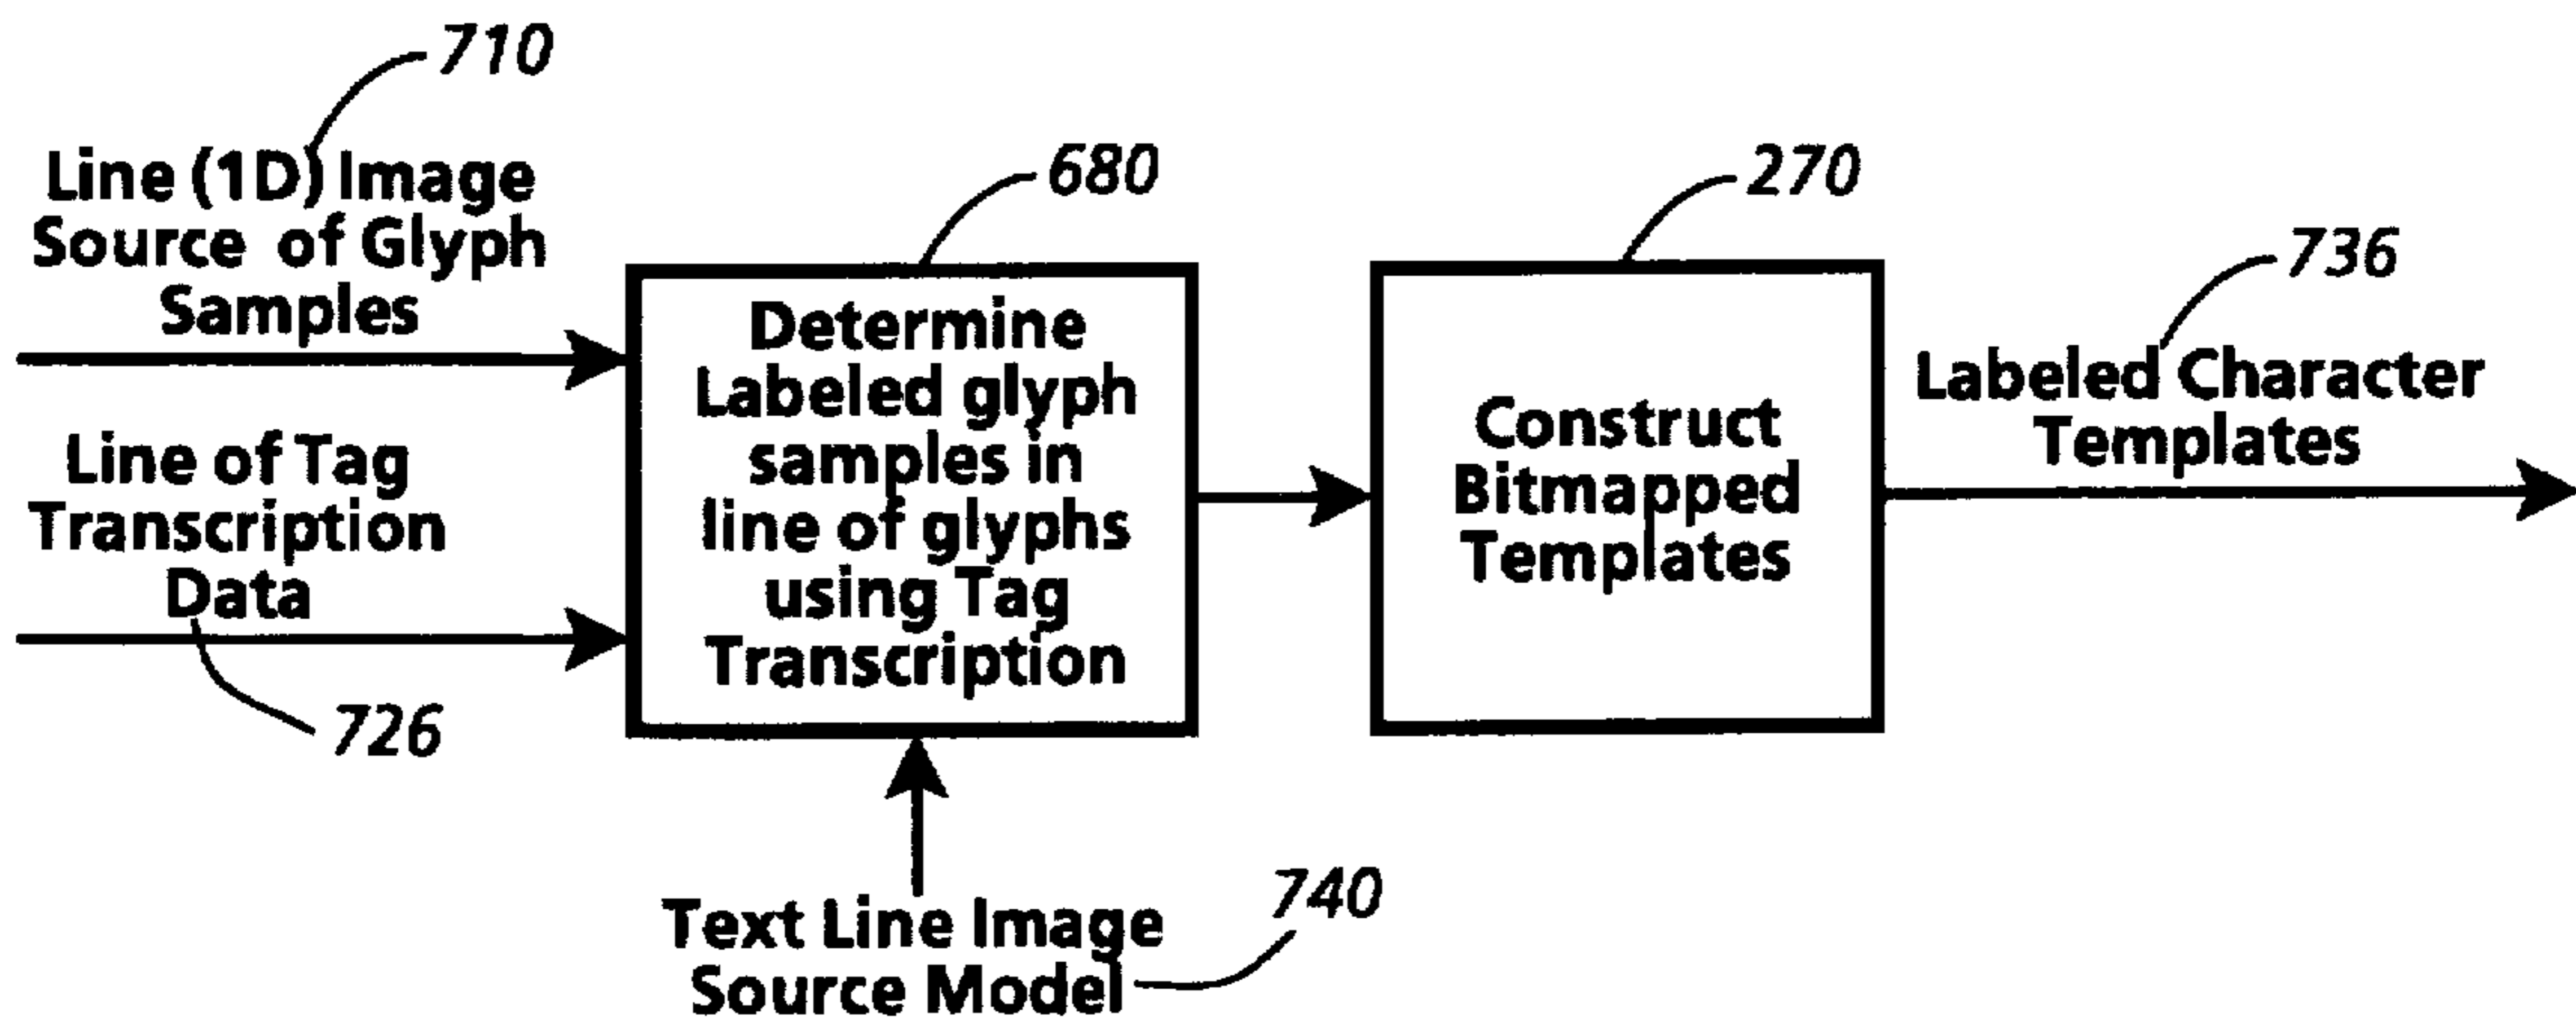 710
Line (1D) Image
Source of Glyph
Samples
Line of Tag
Transcription
Data
726
680
Determine
Labeled glyph
samples in
line of glyphs
using Tag
Transcription
Text Line Image
Source Model
740
270
Construct
Bitmapped
Templates
736
Labeled Character
Templates